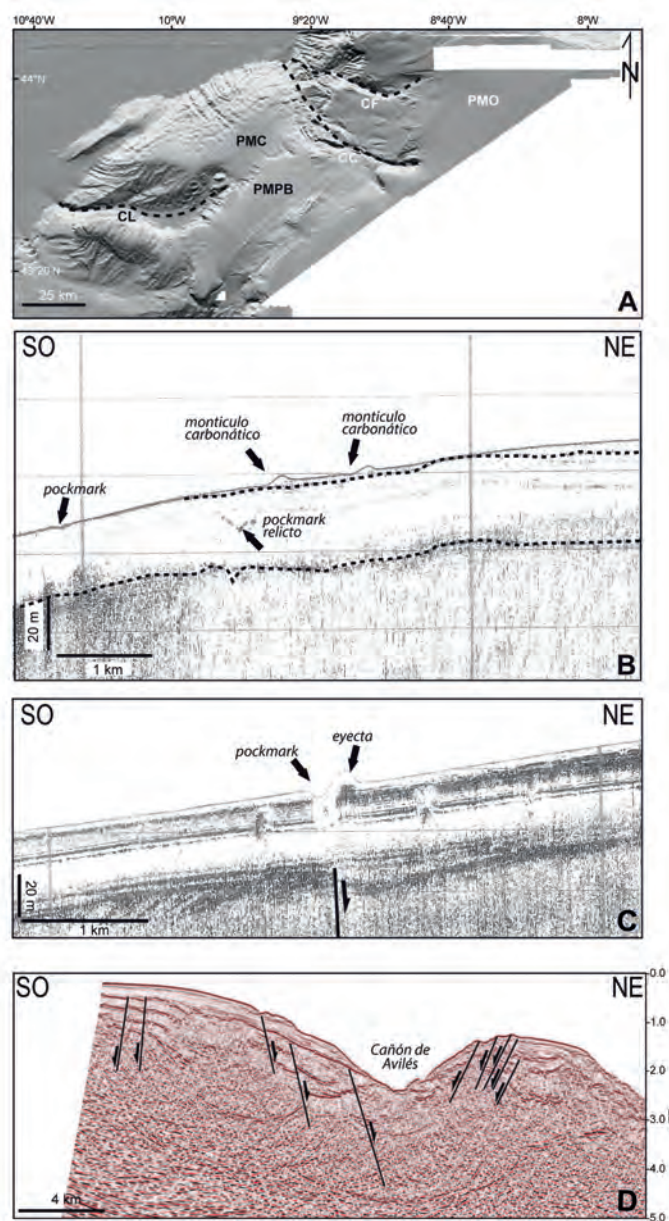 10°40'W 10°W 9°20'W 8°40'W 8°W
44°N
N
CF
PMO
PMC
CC
PMPB
CL
43°20'N
25 km
A
SO NE
montículo
carbonático
montículo
carbonático
pockmark
pockmark
relicto
20 m
1 km
B
SO NE
pockmark
eyecta
20 m
1 km
C
SO NE
0.0
1.0
Cañón de
Avilés
2.0
3.0
4.0
4 km
D
5.0